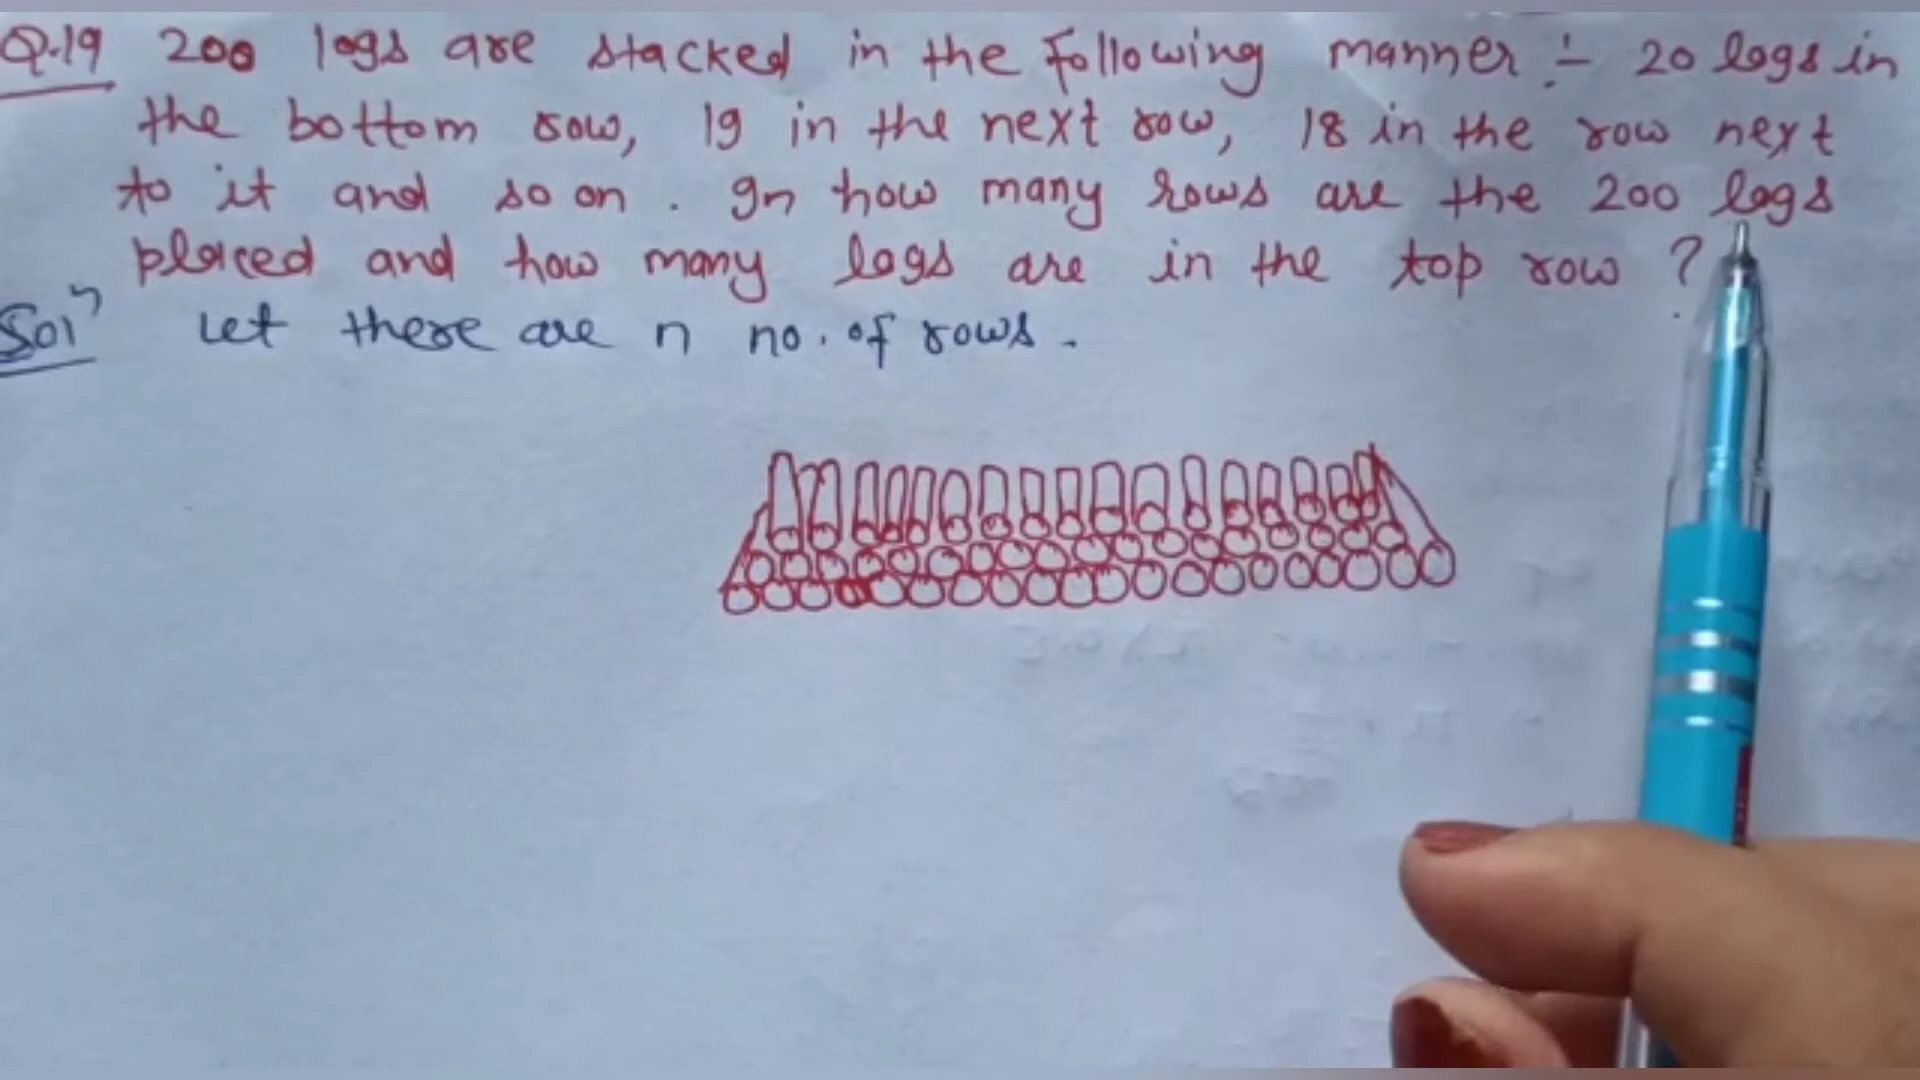 Q.19 200 logs are stacked in the following manner :- 20 logs in
the bottom row, 19 in the next row, 18 in the row next
to it and so on . In how many rows are the 200 logs
placed and how many logs are in the top row ?
Solⁿ Let there are n no. of rows .